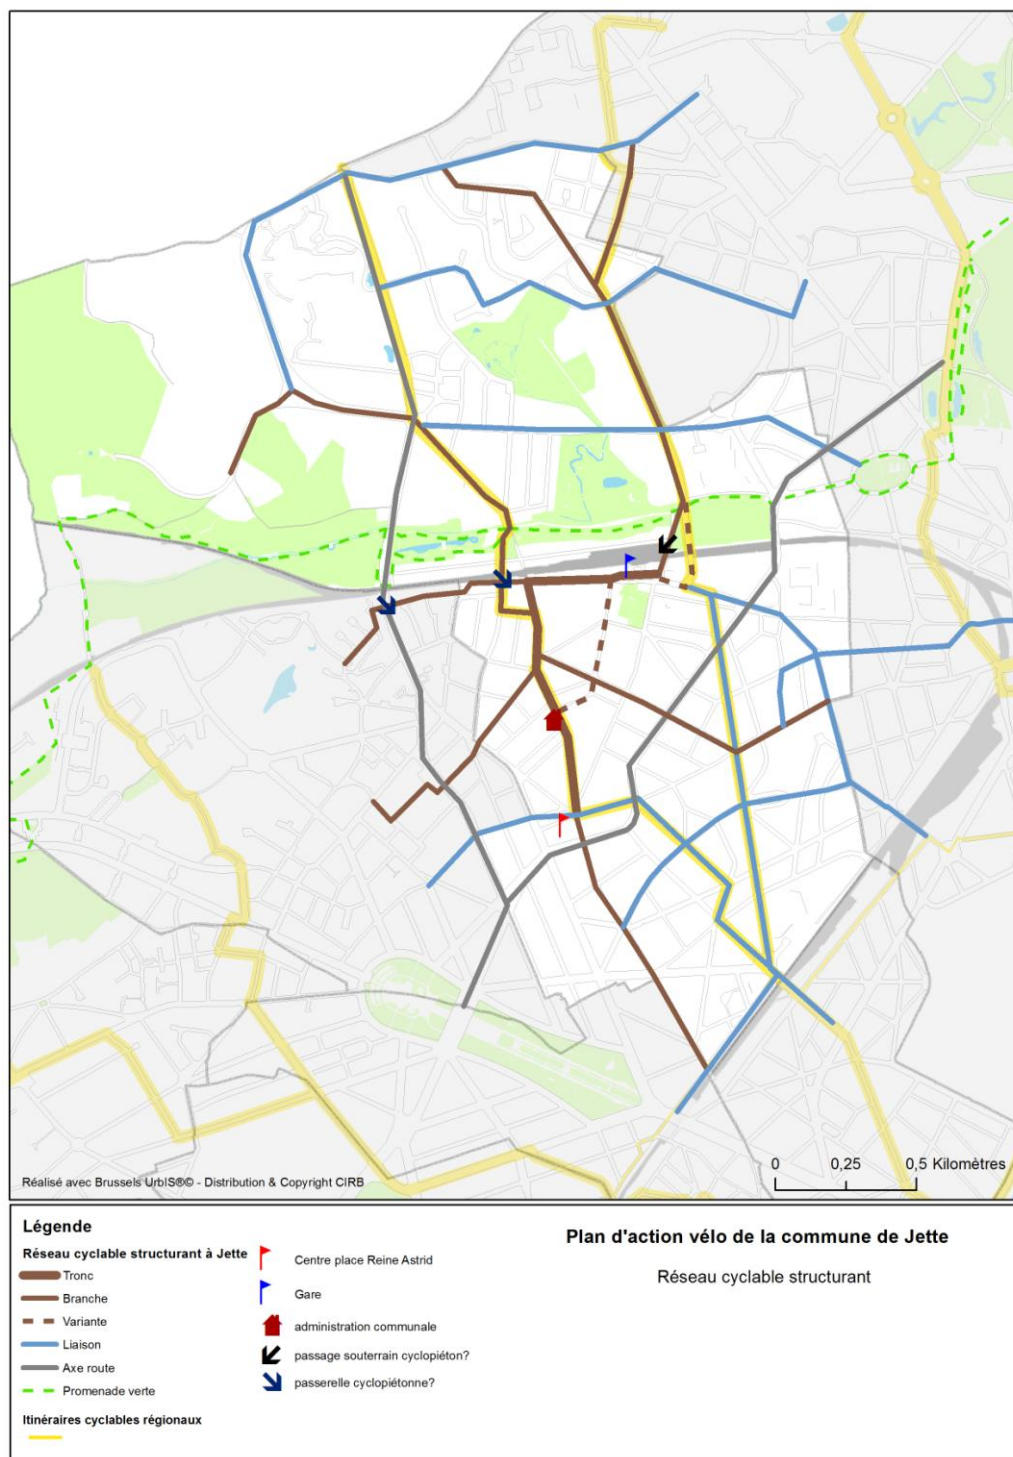 0 0,25 0,5 Kilomètres
Réalisé avec Brussels UrbIS®© - Distribution & Copyright CIRB
Légende
Réseau cyclable structurant à Jette
Tronc
Branche
Variante
Liaison
Axe route
Promenade verte
Itinéraires cyclables régionaux
Centre place Reine Astrid
Gare
administration communale
passage souterrain cyclopiéton?
passerelle cyclopiétonne?
Plan d'action vélo de la commune de Jette
Réseau cyclable structurant